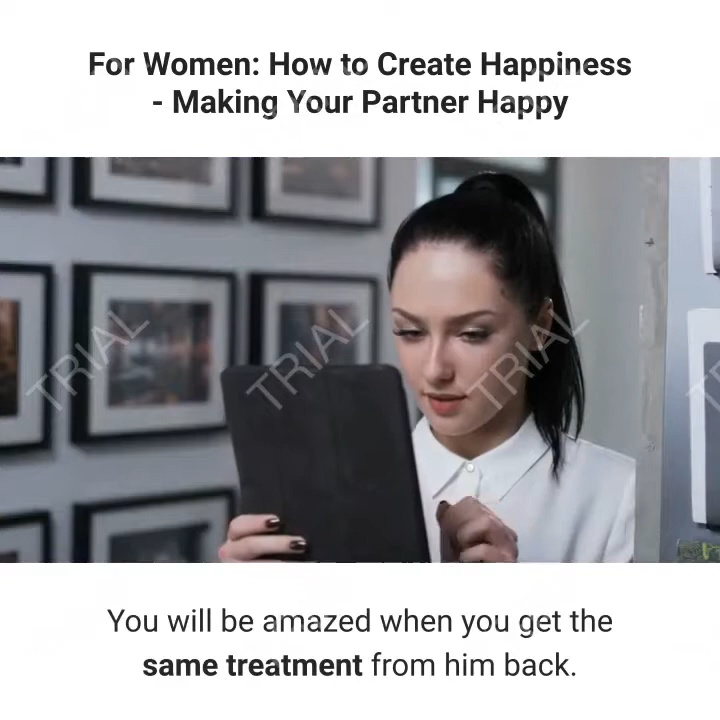 For Women: How to Create Happiness
- Making Your Partner Happy
TRIAL TRIAL TRIAL
You will be amazed when you get the
same treatment from him back.